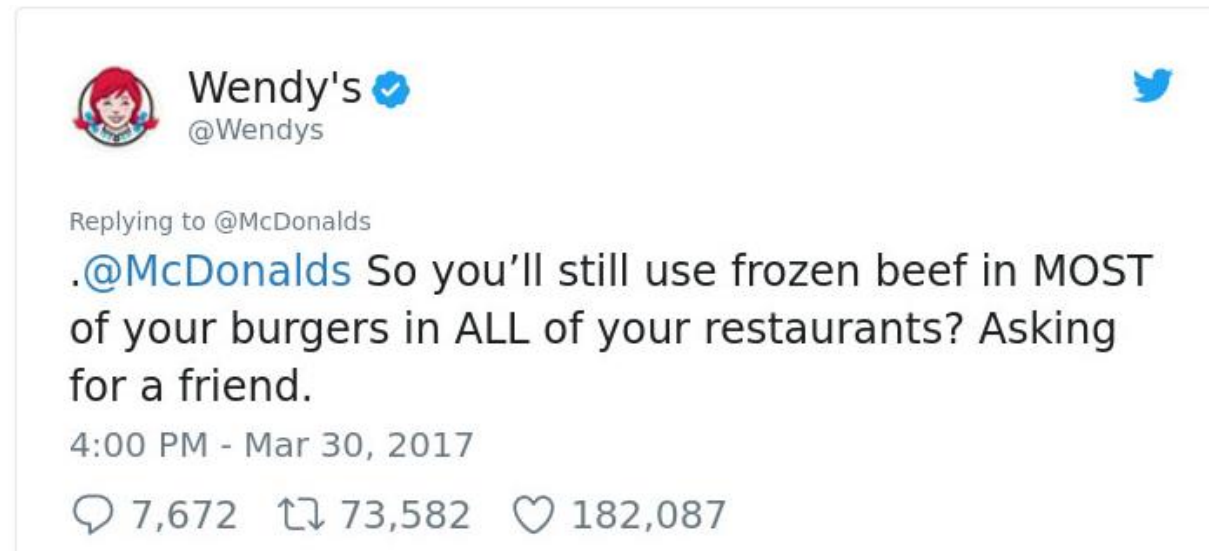 Wendy's
@Wendys
Replying to @McDonalds
.@McDonalds So you’ll still use frozen beef in MOST
of your burgers in ALL of your restaurants? Asking
for a friend.
4:00 PM - Mar 30, 2017
7,672 73,582 182,087